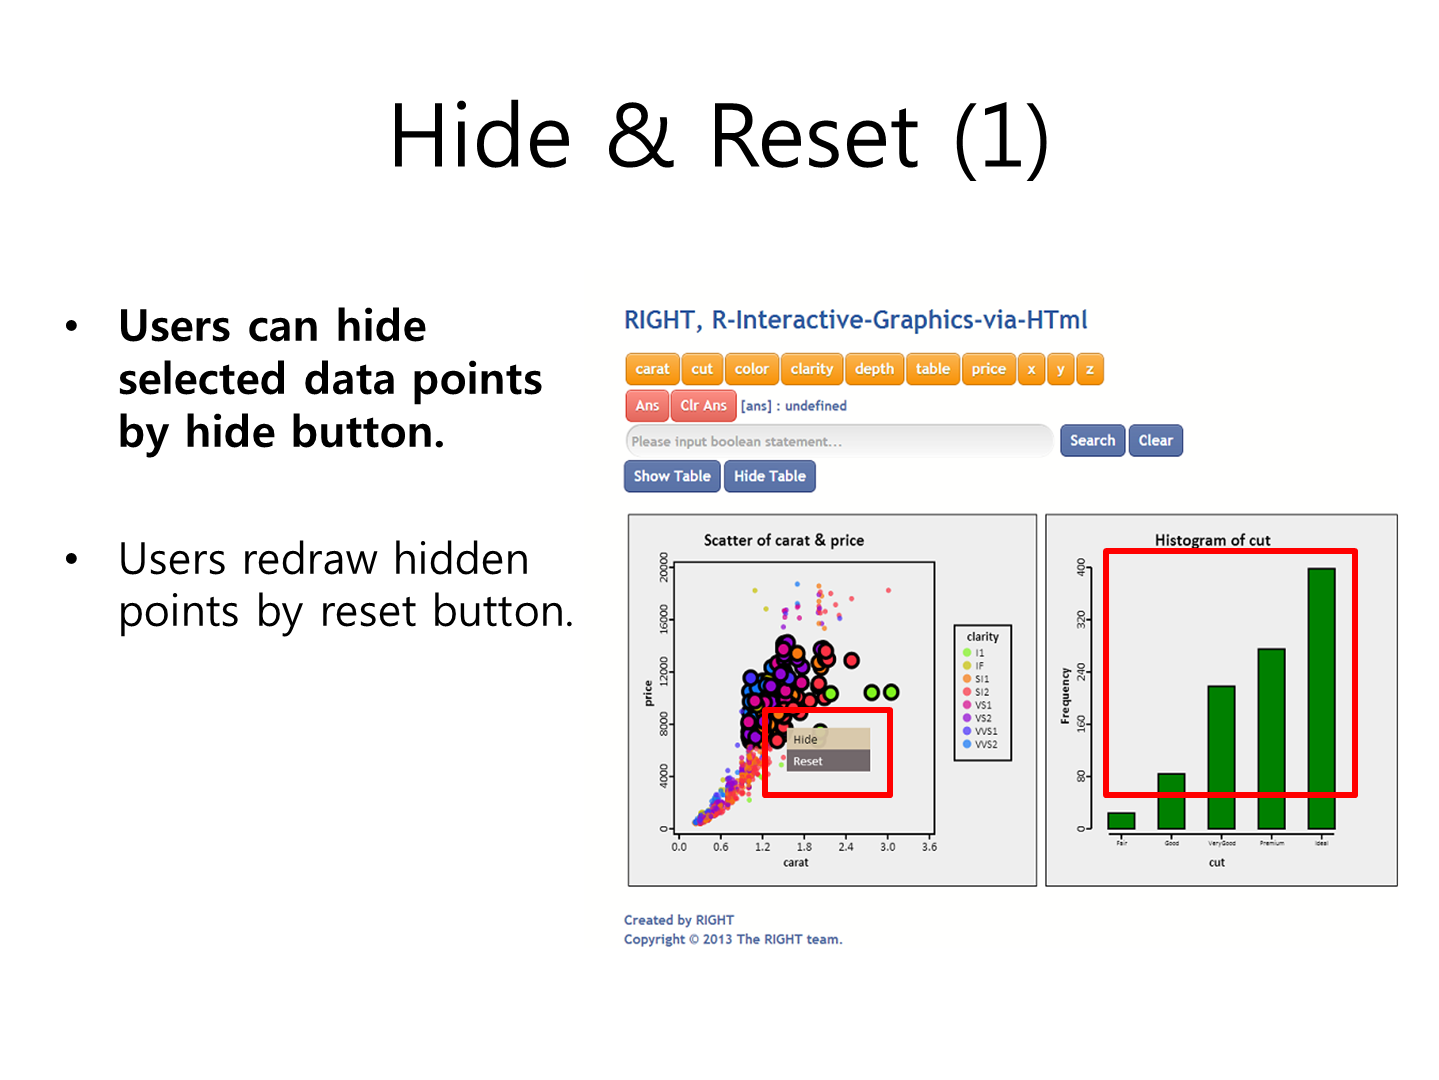 Hide & Reset (1)
• Users can hide
selected data points
by hide button.
• Users redraw hidden
points by reset button.
RIGHT, R-Interactive-Graphics-via-HTml
carat cut color clarity depth table price x y z
Ans Clr Ans [ans] : undefined
Please input boolean statement... Search Clear
Show Table Hide Table
Scatter of carat & price
20000
16000
12000
8000
4000
0
price
0.0 0.6 1.2 1.8 2.4 3.0 3.6
carat
Hide
Reset
clarity
I1
IF
SI1
SI2
VS1
VS2
VVS1
VVS2
Histogram of cut
400
320
240
160
80
0
Frequency
Fair Good VeryGood Premium Ideal
cut
Created by RIGHT
Copyright © 2013 The RIGHT team.